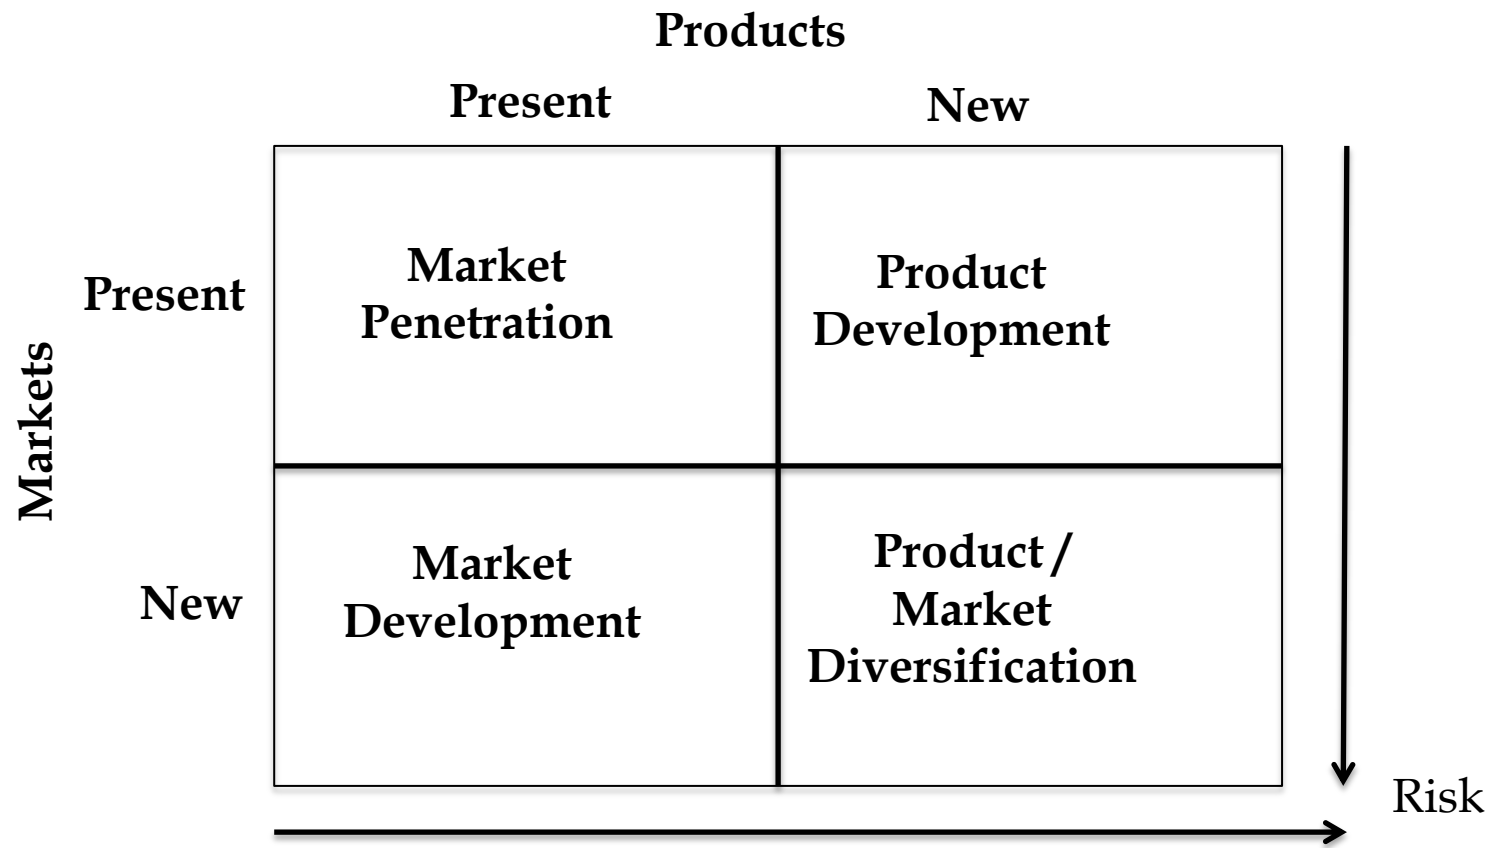 Products
Present
New
Markets
Present
Market
Penetration
Product
Development
New
Market
Development
Product /
Market
Diversification
Risk